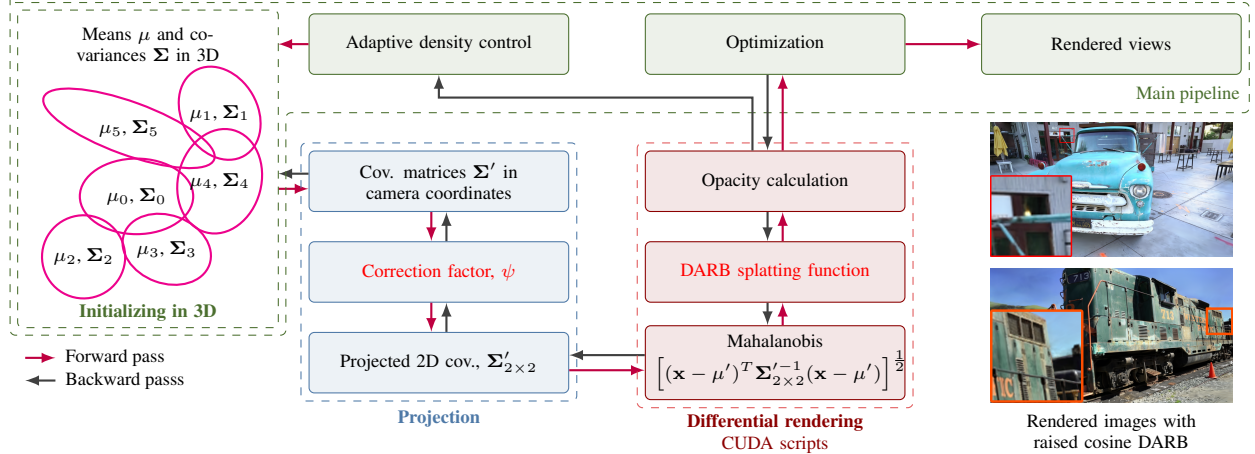 Means μ and co-
variances Σ in 3D
μ₁, Σ₁
μ₅, Σ₅
μ₄, Σ₄
μ₀, Σ₀
μ₃, Σ₃
μ₂, Σ₂
Initializing in 3D
Forward pass
Backward passs
Adaptive density control
Optimization
Rendered views
Main pipeline
Cov. matrices Σ′ in
camera coordinates
Correction factor, ψ
Projected 2D cov., Σ′₂×₂
Projection
Opacity calculation
DARB splatting function
Mahalanobis
[(x − μ′)ᵀ Σ′⁻¹₂×₂ (x − μ′)]^½
Differential rendering
CUDA scripts
713
Rendered images with
raised cosine DARB